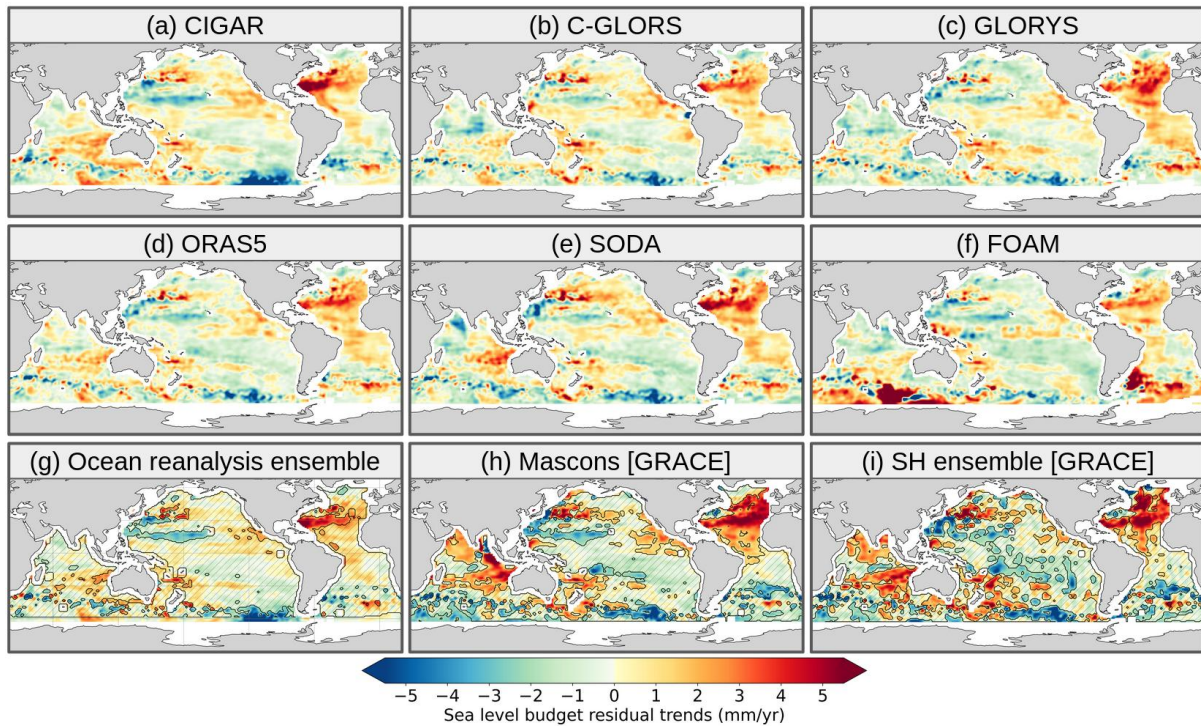 (a) CIGAR
(b) C-GLORS
(c) GLORYS
(d) ORAS5
(e) SODA
(f) FOAM
(g) Ocean reanalysis ensemble
(h) Mascons [GRACE]
(i) SH ensemble [GRACE]
−5 −4 −3 −2 −1 0 1 2 3 4 5
Sea level budget residual trends (mm/yr)